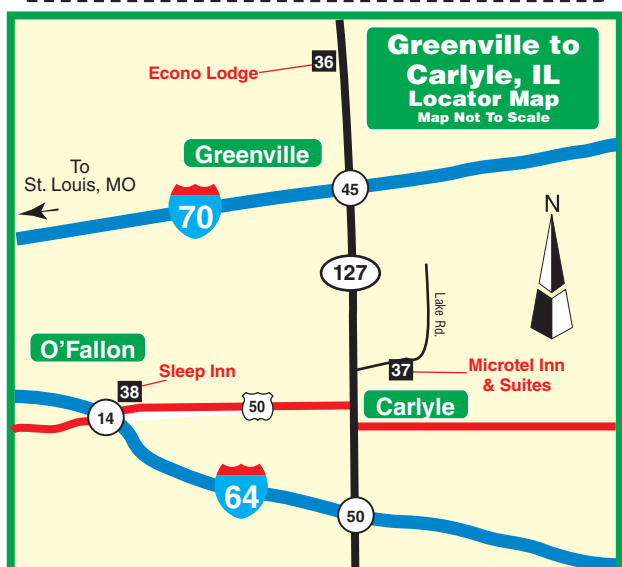 36
Econo Lodge
Greenville to
Carlyle, IL
Locator Map
Map Not To Scale
Greenville
To
St. Louis, MO
70
45
N
127
Lake Rd.
O'Fallon
38
Sleep Inn
37
Microtel Inn
& Suites
50
Carlyle
14
64
50